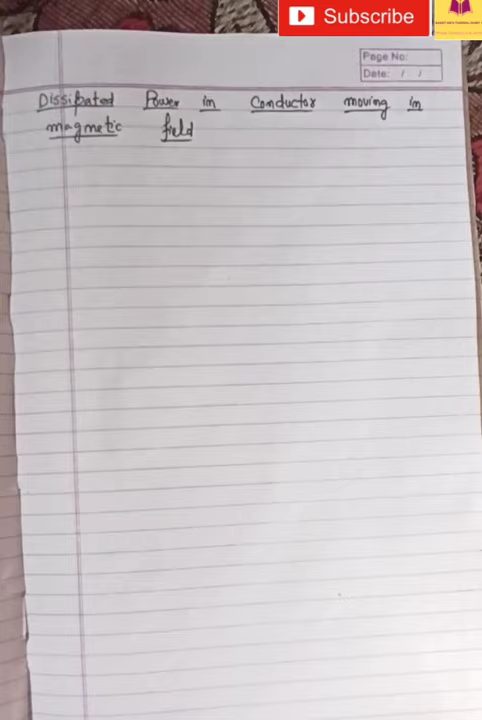 Subscribe
Page No:
Date: / /
Dissipated Power in Conductor moving in
magnetic field